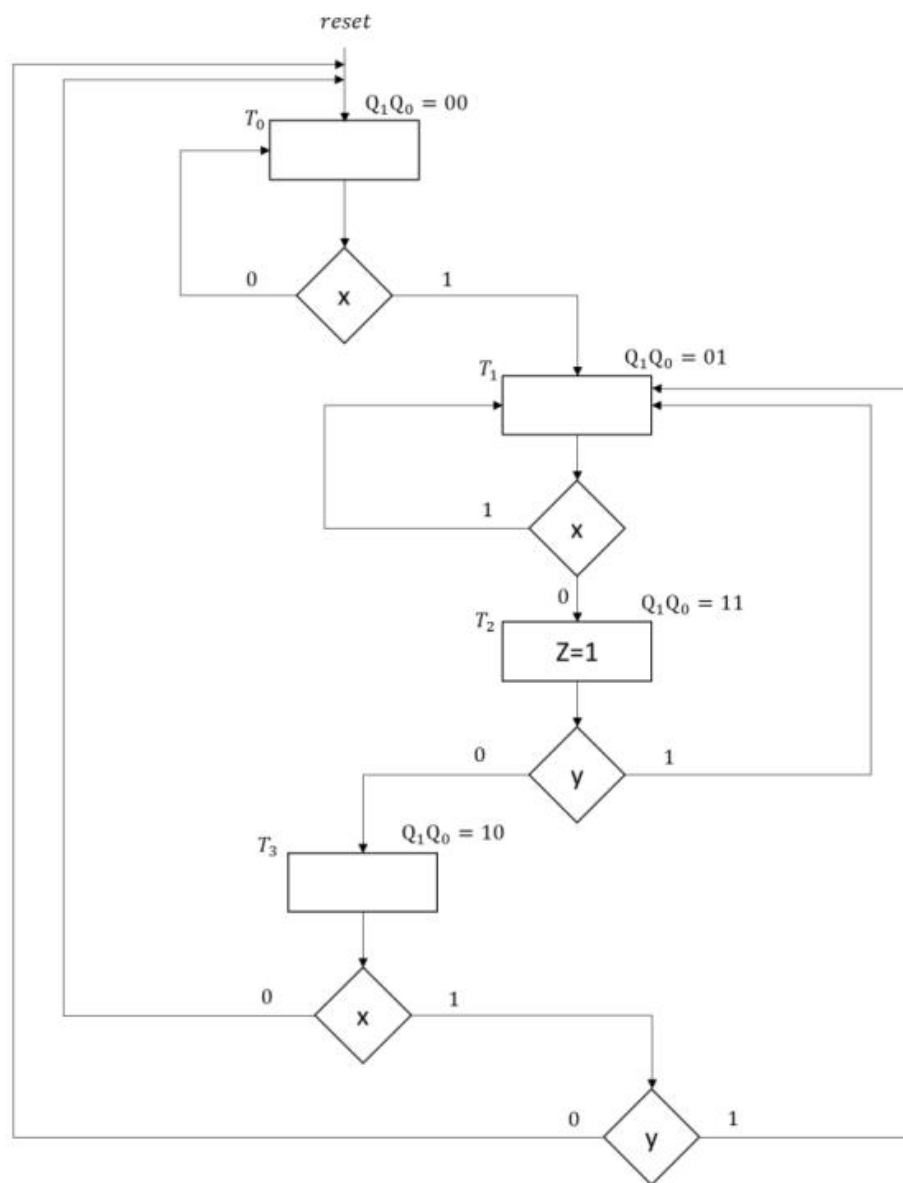 reset
T₀ Q₁Q₀ = 00
0 x 1
T₁ Q₁Q₀ = 01
1 x
0
T₂ Q₁Q₀ = 11
Z=1
0 y 1
T₃ Q₁Q₀ = 10
0 x 1
0 y 1